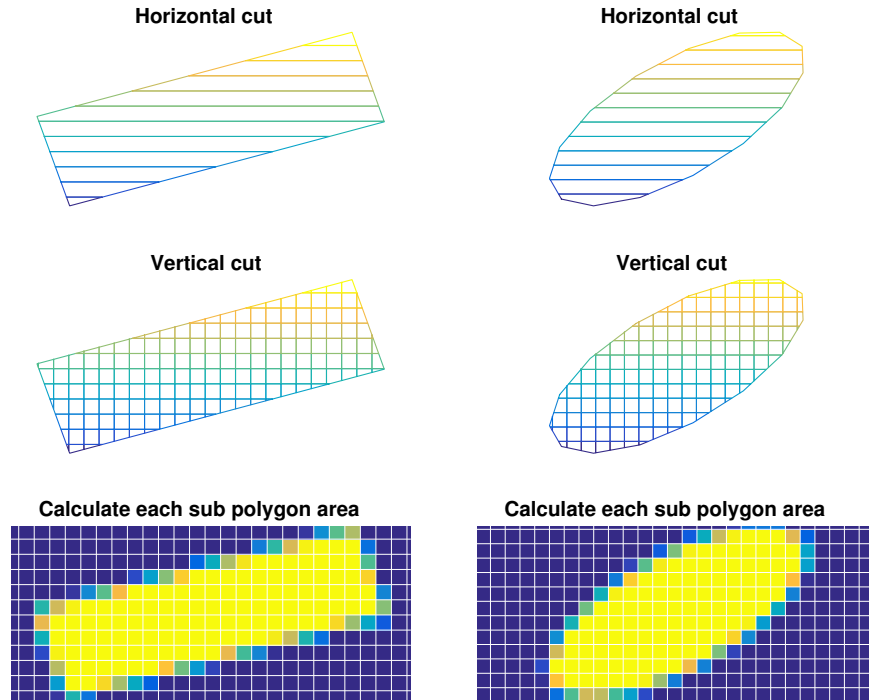 Horizontal cut
Horizontal cut
Vertical cut
Vertical cut
Calculate each sub polygon area
Calculate each sub polygon area